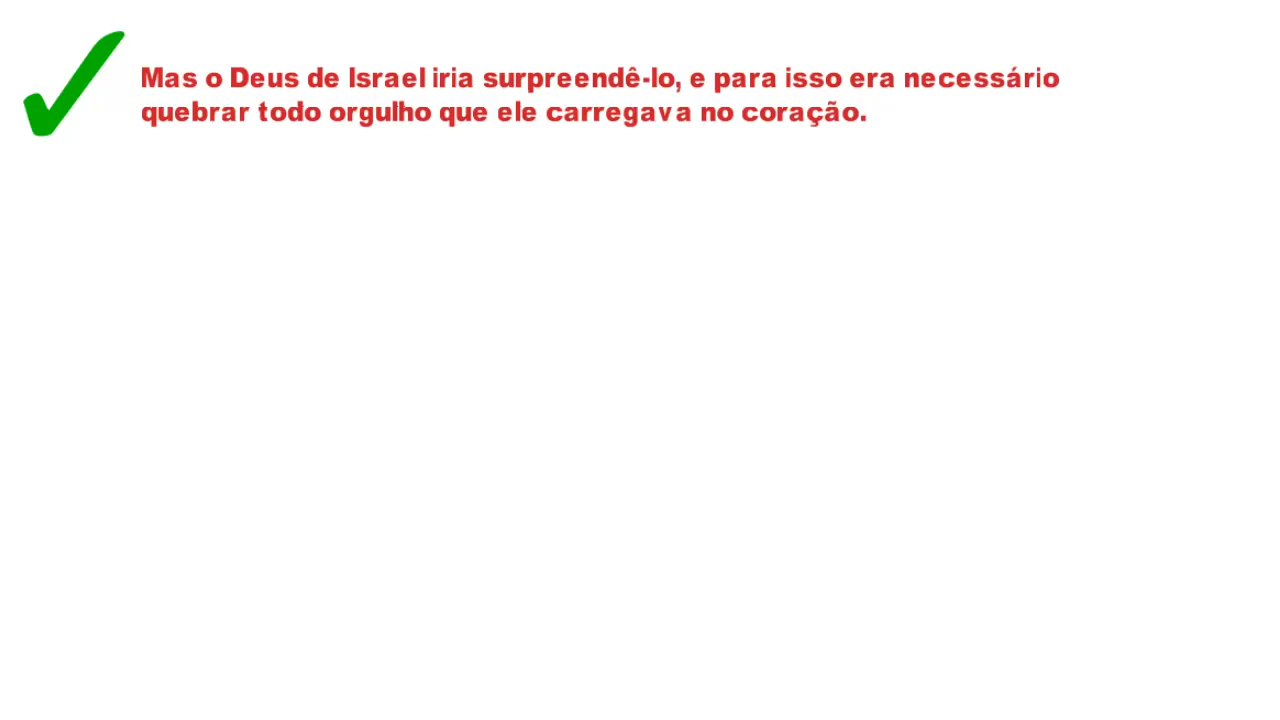 Mas o Deus de Israel iria surpreendê-lo, e para isso era necessário
quebrar todo orgulho que ele carregava no coração.